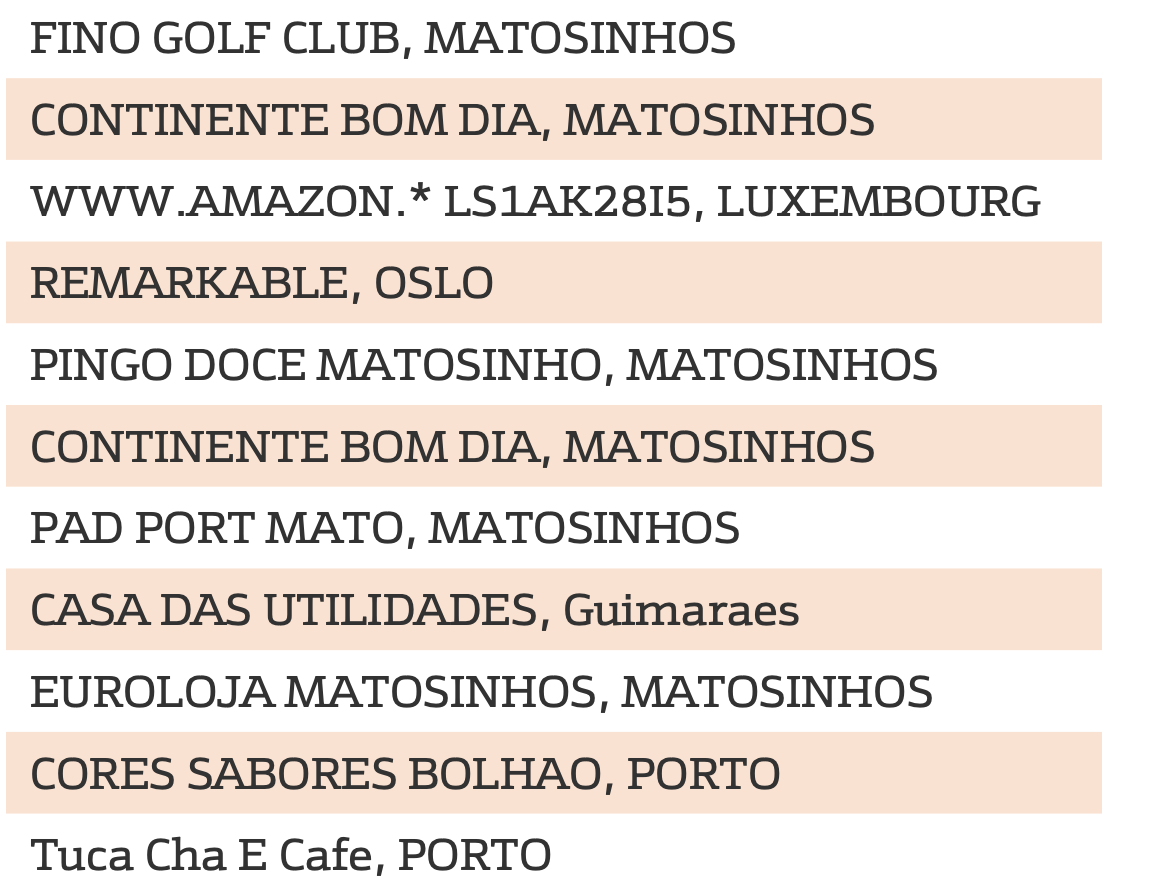 FINO GOLF CLUB, MATOSINHOS
CONTINENTE BOM DIA, MATOSINHOS
WWW.AMAZON.* LS1AK28I5, LUXEMBOURG
REMARKABLE, OSLO
PINGO DOCE MATOSINHO, MATOSINHOS
CONTINENTE BOM DIA, MATOSINHOS
PAD PORT MATO, MATOSINHOS
CASA DAS UTILIDADES, Guimaraes
EUROLOJA MATOSINHOS, MATOSINHOS
CORES SABORES BOLHAO, PORTO
Tuca Cha E Cafe, PORTO